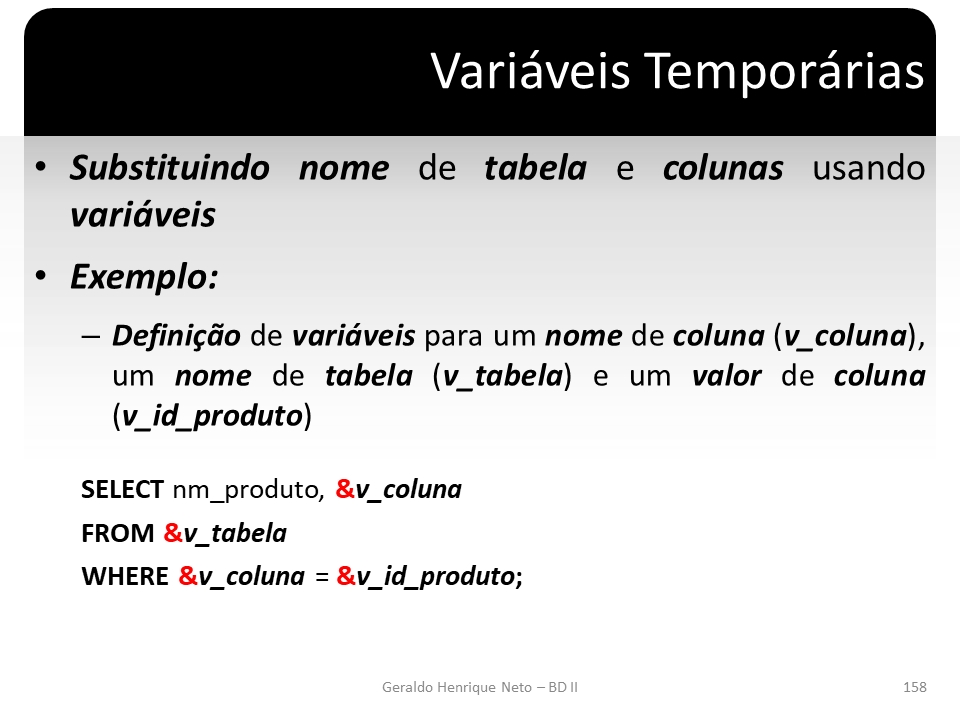 Variáveis Temporárias
• Substituindo nome de tabela e colunas usando
variáveis
• Exemplo:
– Definição de variáveis para um nome de coluna (v_coluna),
um nome de tabela (v_tabela) e um valor de coluna
(v_id_produto)
SELECT nm_produto, &v_coluna
FROM &v_tabela
WHERE &v_coluna = &v_id_produto;
Geraldo Henrique Neto – BD II
158